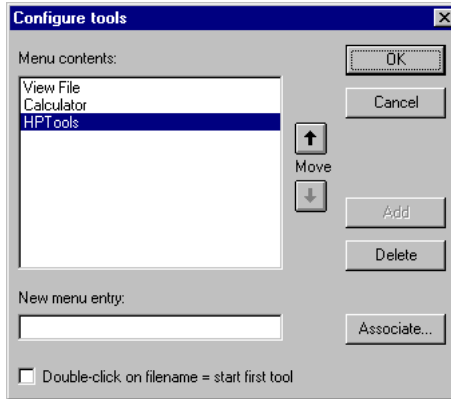 Configure tools
Menu contents:
View File
Calculator
HPTools
OK
Cancel
Move
Add
Delete
New menu entry:
Associate...
Double-click on filename = start first tool